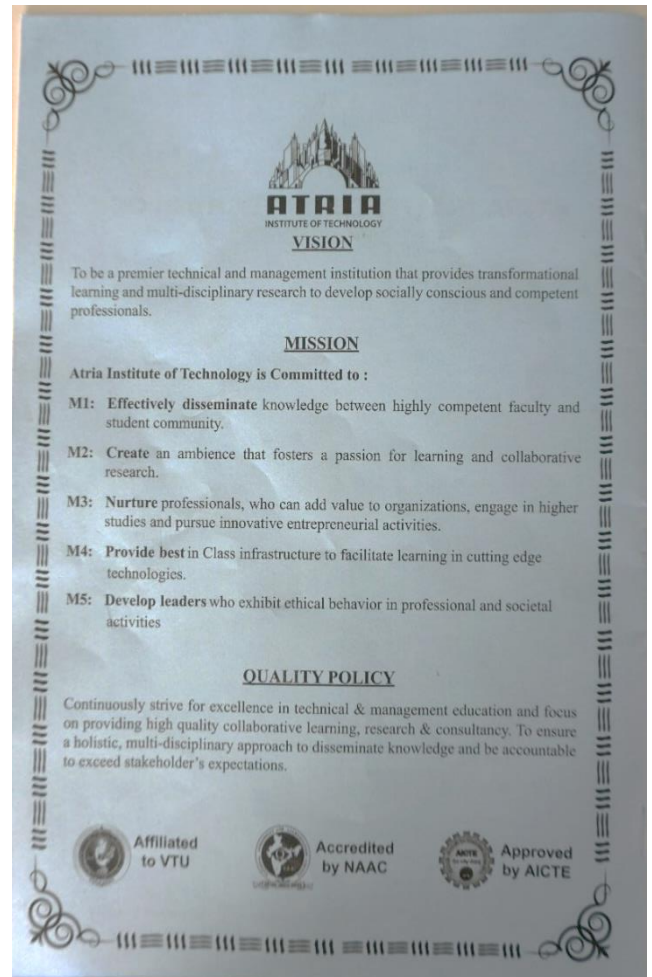 ATRIA
INSTITUTE OF TECHNOLOGY
VISION
To be a premier technical and management institution that provides transformational
learning and multi-disciplinary research to develop socially conscious and competent
professionals.
MISSION
Atria Institute of Technology is Committed to :
M1: Effectively disseminate knowledge between highly competent faculty and
student community.
M2: Create an ambience that fosters a passion for learning and collaborative
research.
M3: Nurture professionals, who can add value to organizations, engage in higher
studies and pursue innovative entrepreneurial activities.
M4: Provide best in Class infrastructure to facilitate learning in cutting edge
technologies.
M5: Develop leaders who exhibit ethical behavior in professional and societal
activities
QUALITY POLICY
Continuously strive for excellence in technical & management education and focus
on providing high quality collaborative learning, research & consultancy. To ensure
a holistic, multi-disciplinary approach to disseminate knowledge and be accountable
to exceed stakeholder's expectations.
Affiliated
to VTU
Accredited
by NAAC
AICTE
Approved
by AICTE